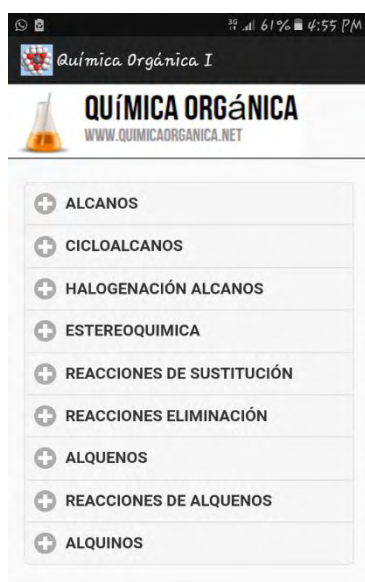 3G 61% 4:55 PM
Química Orgánica I
QUÍMICA ORGáNICA
WWW.QUIMICAORGANICA.NET
ALCANOS
CICLOALCANOS
HALOGENACIÓN ALCANOS
ESTEREOQUIMICA
REACCIONES DE SUSTITUCIÓN
REACCIONES ELIMINACIÓN
ALQUENOS
REACCIONES DE ALQUENOS
ALQUINOS